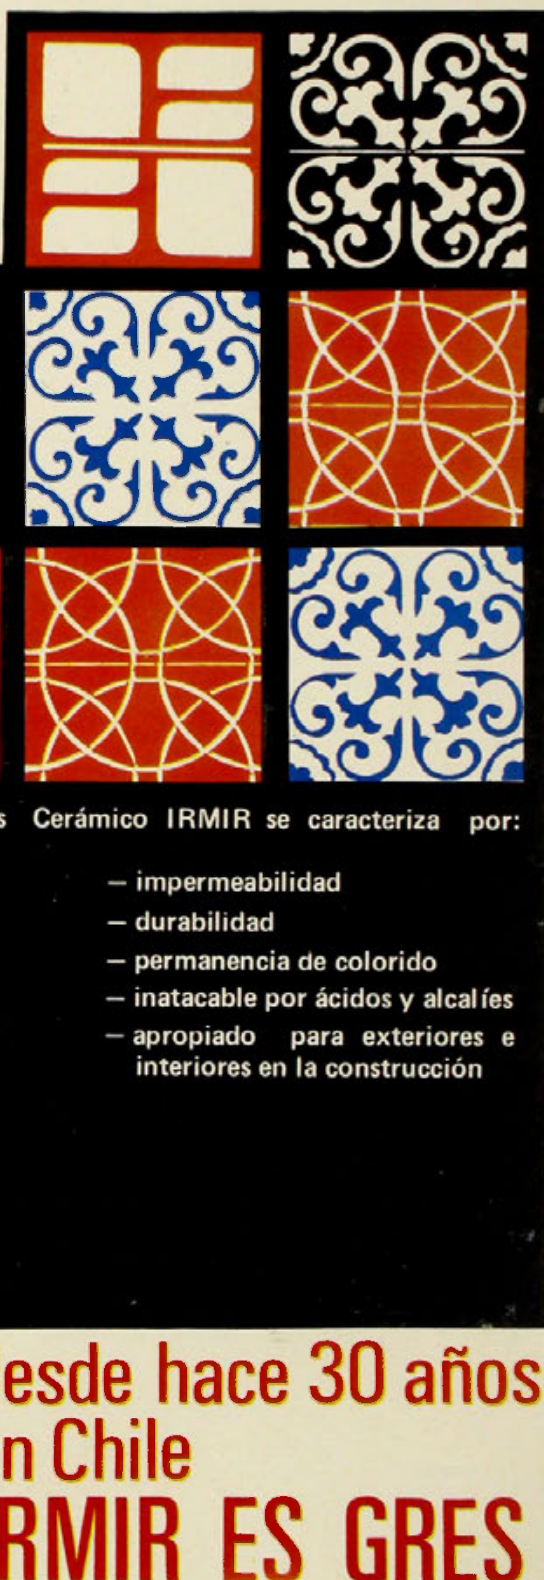 s Cerámico IRMIR se caracteriza por:
— impermeabilidad
— durabilidad
— permanencia de colorido
— inatacable por ácidos y alcalíes
— apropiado para exteriores e
interiores en la construcción
esde hace 30 años
n Chile
RMIR ES GRES